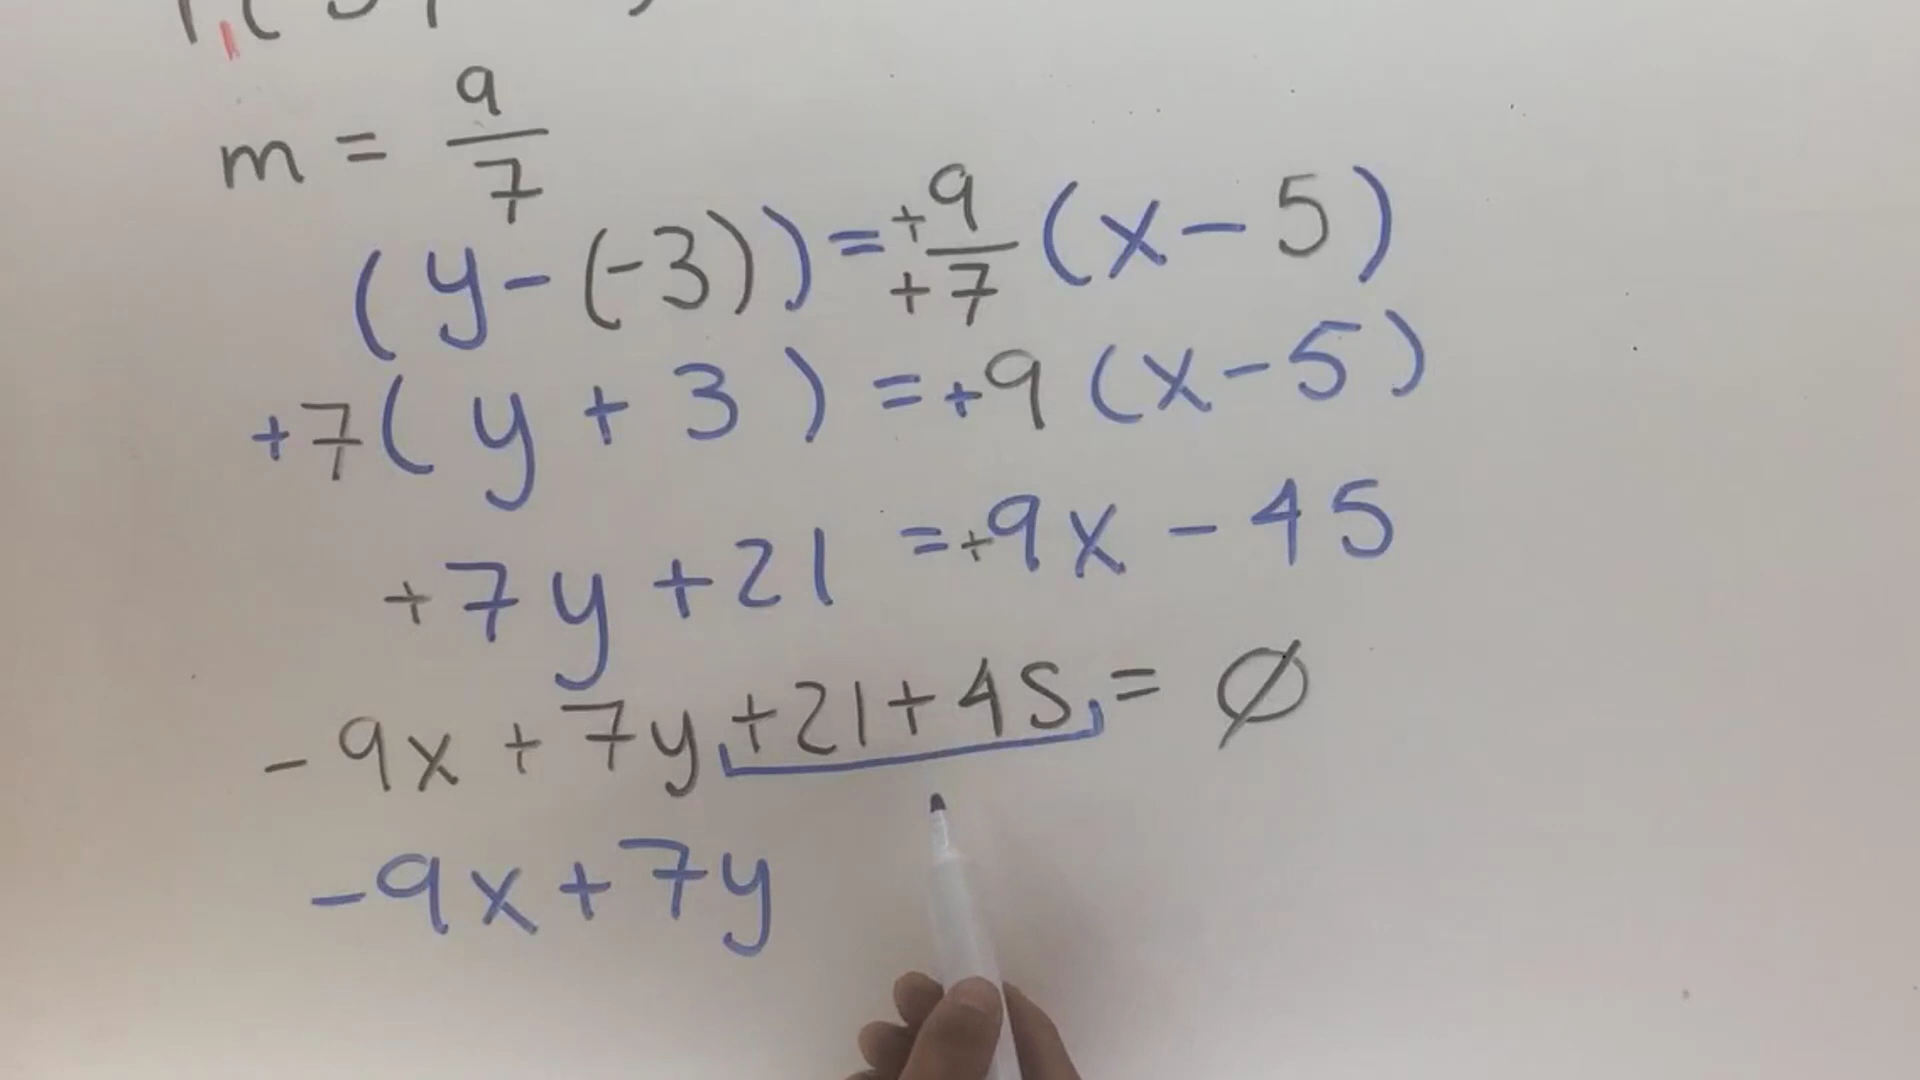 m = 9/7
(y-(-3)) = +9/+7 (x-5)
+7(y+3) = +9(x-5)
+7y+21 = +9x-45
-9x+7y+21+45 = Ø
-9x+7y